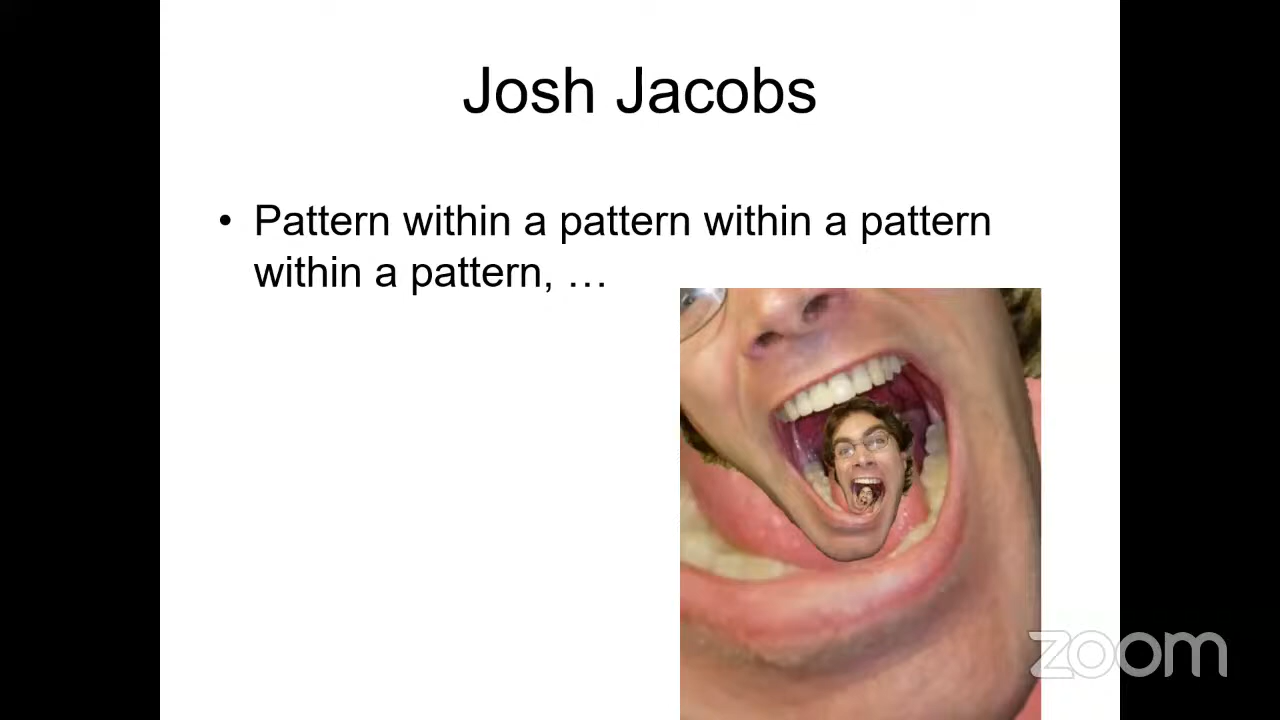 Josh Jacobs
• Pattern within a pattern within a pattern
within a pattern, …
zoom